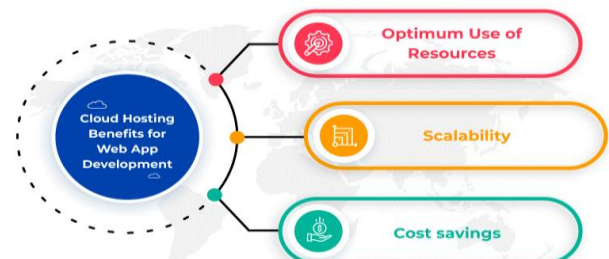 Cloud Hosting
Benefits for
Web App
Development
Optimum Use of
Resources
Scalability
Cost savings